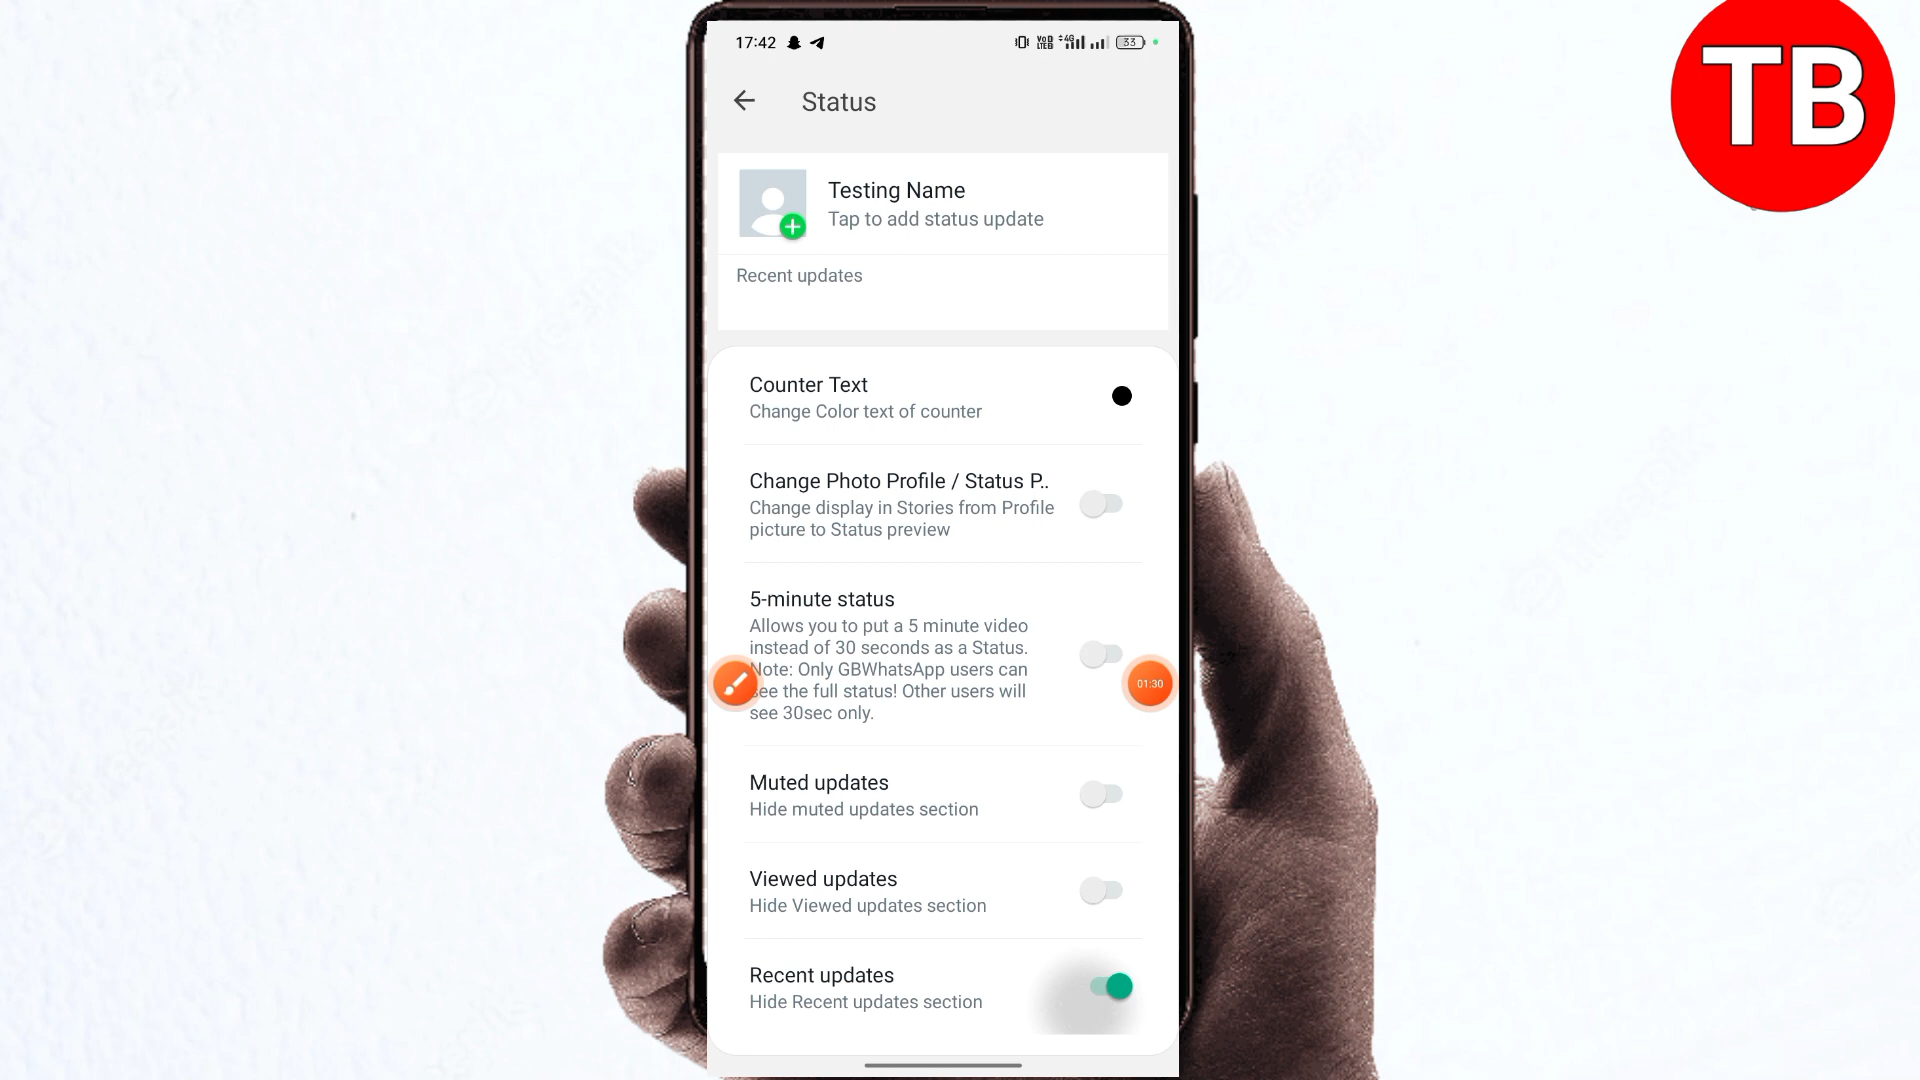 17:42
VoD LTED 4G 33
TB
Status
Testing Name
Tap to add status update
Recent updates
Counter Text
Change Color text of counter
Change Photo Profile / Status P..
Change display in Stories from Profile
picture to Status preview
5-minute status
Allows you to put a 5 minute video
instead of 30 seconds as a Status.
Note: Only GBWhatsApp users can
see the full status! Other users will
see 30sec only.
01:30
Muted updates
Hide muted updates section
Viewed updates
Hide Viewed updates section
Recent updates
Hide Recent updates section